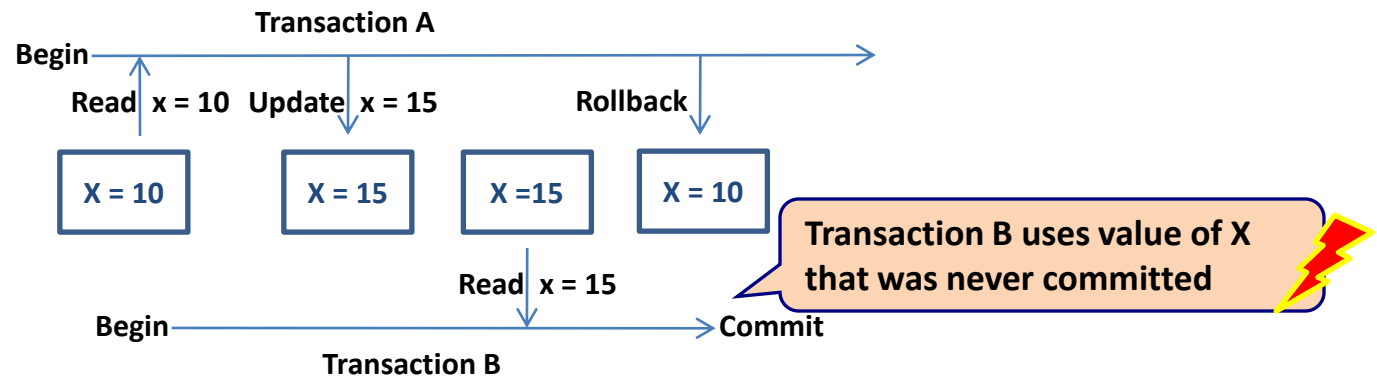 Transaction A
Begin
Read x = 10 Update x = 15 Rollback
X = 10 X = 15 X =15 X = 10
Transaction B uses value of X
that was never committed
Read x = 15
Begin Commit
Transaction B